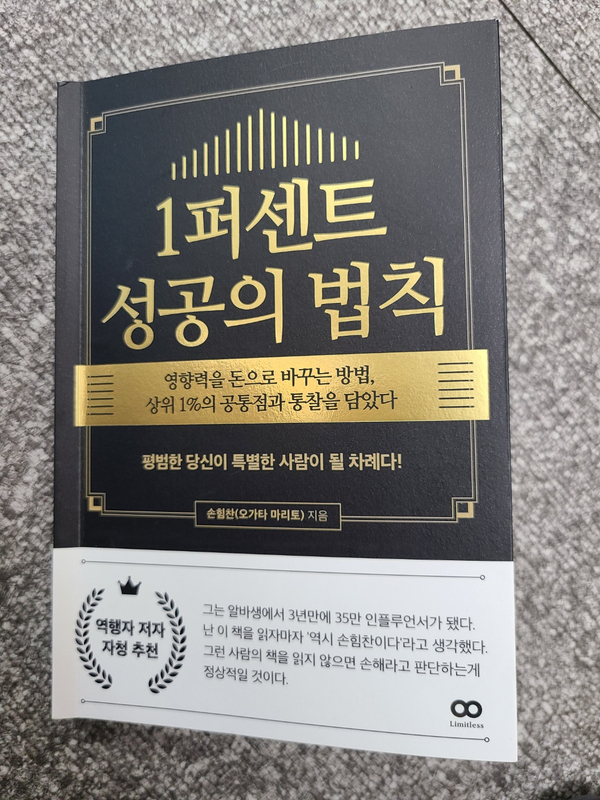 1퍼센트
성공의 법칙
영향력을 돈으로 바꾸는 방법,
상위 1%의 공통점과 통찰을 담았다
평범한 당신이 특별한 사람이 될 차례다!
손힘찬(오가타 마리토) 지음
역행자 저자
자청 추천
그는 알바생에서 3년만에 35만 인플루언서가 됐다.
난 이 책을 읽자마자 '역시 손힘찬이다'라고 생각했다.
그런 사람의 책을 읽지 않으면 손해라고 판단하는게
정상적일 것이다.
Limitless